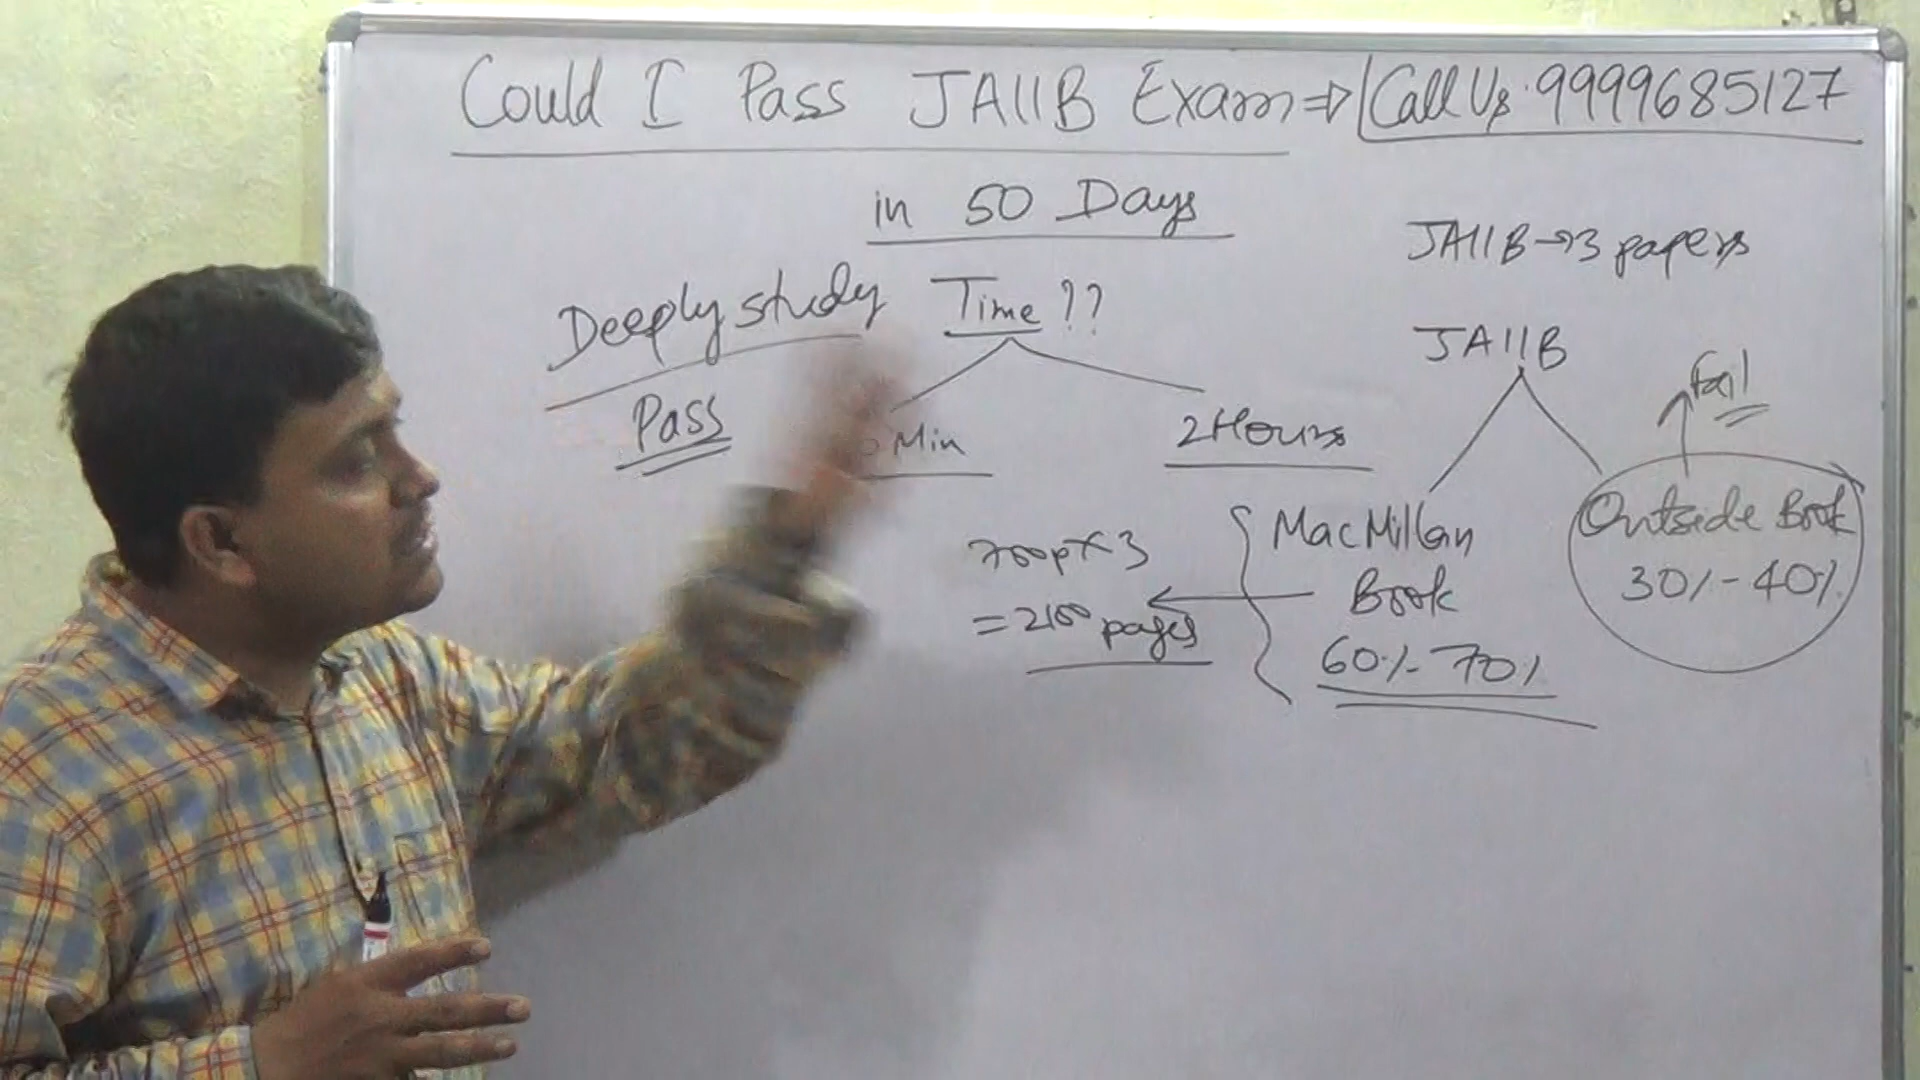 Could I Pass JAIIB Exam ⇒ Call Us 9999685127
in 50 Days
JAIIB → 3 papers
Deeply study
Pass
Time ??
Min
2 Hours
JAIIB
Fail
MacMillan
Book
60%-70%
Outside Book
30%-40%
700p × 3
= 2100 pages